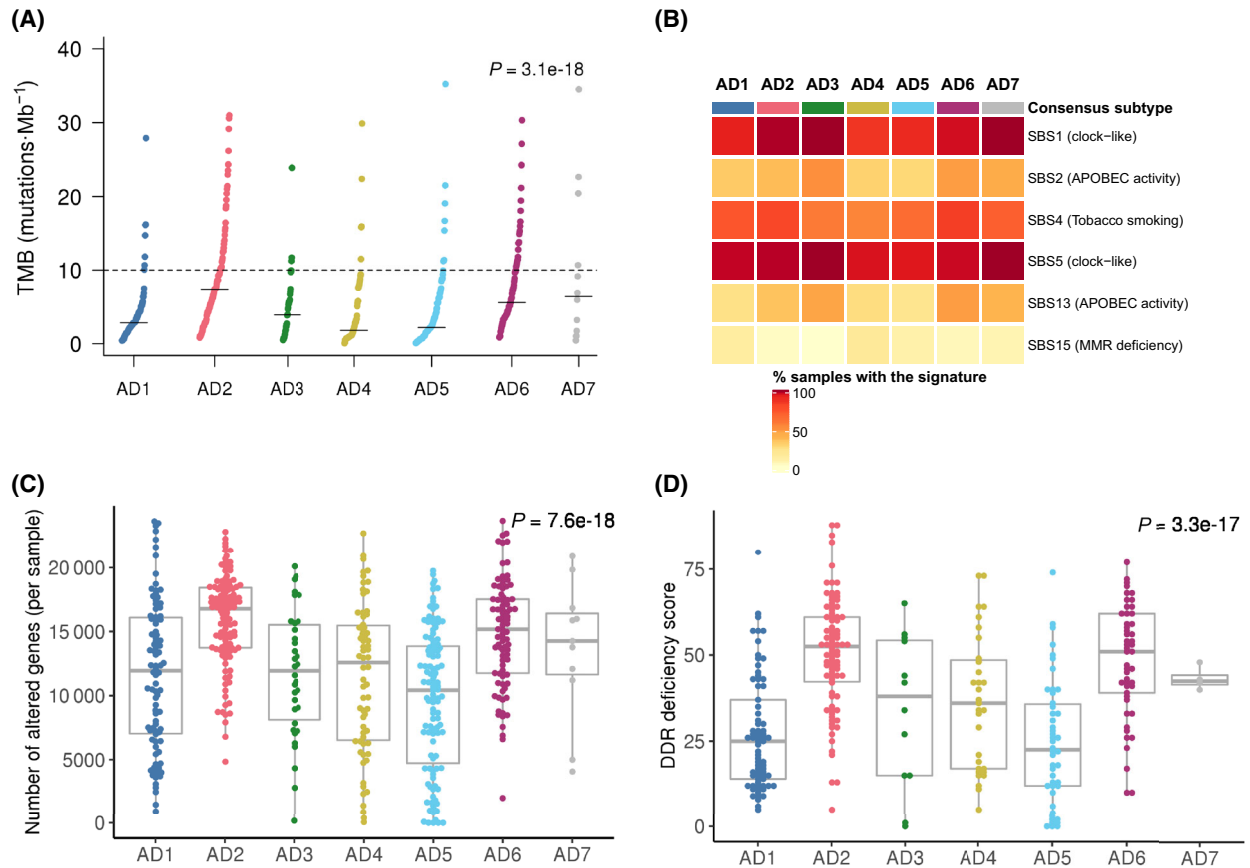 (A)
TMB (mutations·Mb⁻¹)
40
30
20
10
0
P = 3.1e-18
AD1 AD2 AD3 AD4 AD5 AD6 AD7
(B)
AD1 AD2 AD3 AD4 AD5 AD6 AD7
Consensus subtype
SBS1 (clock−like)
SBS2 (APOBEC activity)
SBS4 (Tobacco smoking)
SBS5 (clock−like)
SBS13 (APOBEC activity)
SBS15 (MMR deficiency)
% samples with the signature
100
50
0
(C)
Number of altered genes (per sample)
20 000
15 000
10 000
5000
0
P = 7.6e-18
AD1 AD2 AD3 AD4 AD5 AD6 AD7
(D)
DDR deficiency score
75
50
25
0
P = 3.3e-17
AD1 AD2 AD3 AD4 AD5 AD6 AD7